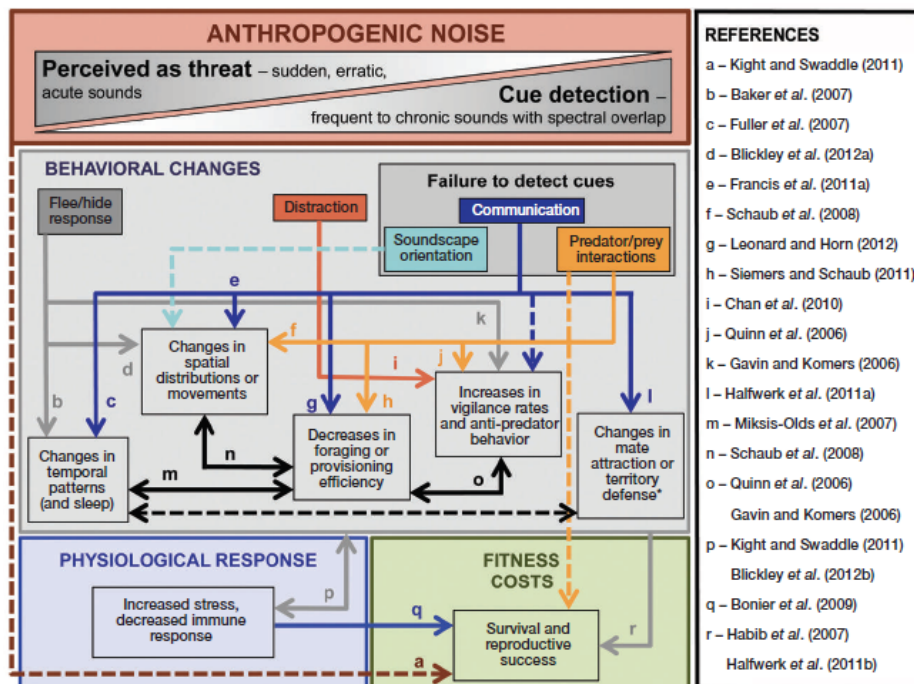 ANTHROPOGENIC NOISE
Perceived as threat – sudden, erratic,
acute sounds
Cue detection –
frequent to chronic sounds with spectral overlap
BEHAVIORAL CHANGES
Flee/hide
response
Distraction
Failure to detect cues
Communication
Soundscape
orientation
Predator/prey
interactions
e
k
f
d
Changes in
spatial
distributions or
movements
i
j
Increases in
vigilance rates
and anti-predator
behavior
b
c
g
h
l
Changes in
temporal
patterns
(and sleep)
m
n
Decreases in
foraging or
provisioning
efficiency
o
Changes in
mate
attraction or
territory
defense*
PHYSIOLOGICAL RESPONSE
Increased stress,
decreased immune
response
p
q
a
FITNESS
COSTS
Survival and
reproductive
success
r
REFERENCES
a – Kight and Swaddle (2011)
b – Baker et al. (2007)
c – Fuller et al. (2007)
d – Blickley et al. (2012a)
e – Francis et al. (2011a)
f – Schaub et al. (2008)
g – Leonard and Horn (2012)
h – Siemers and Schaub (2011)
i – Chan et al. (2010)
j – Quinn et al. (2006)
k – Gavin and Komers (2006)
l – Halfwerk et al. (2011a)
m – Miksis-Olds et al. (2007)
n – Schaub et al. (2008)
o – Quinn et al. (2006)
Gavin and Komers (2006)
p – Kight and Swaddle (2011)
Blickley et al. (2012b)
q – Bonier et al. (2009)
r – Habib et al. (2007)
Halfwerk et al. (2011b)